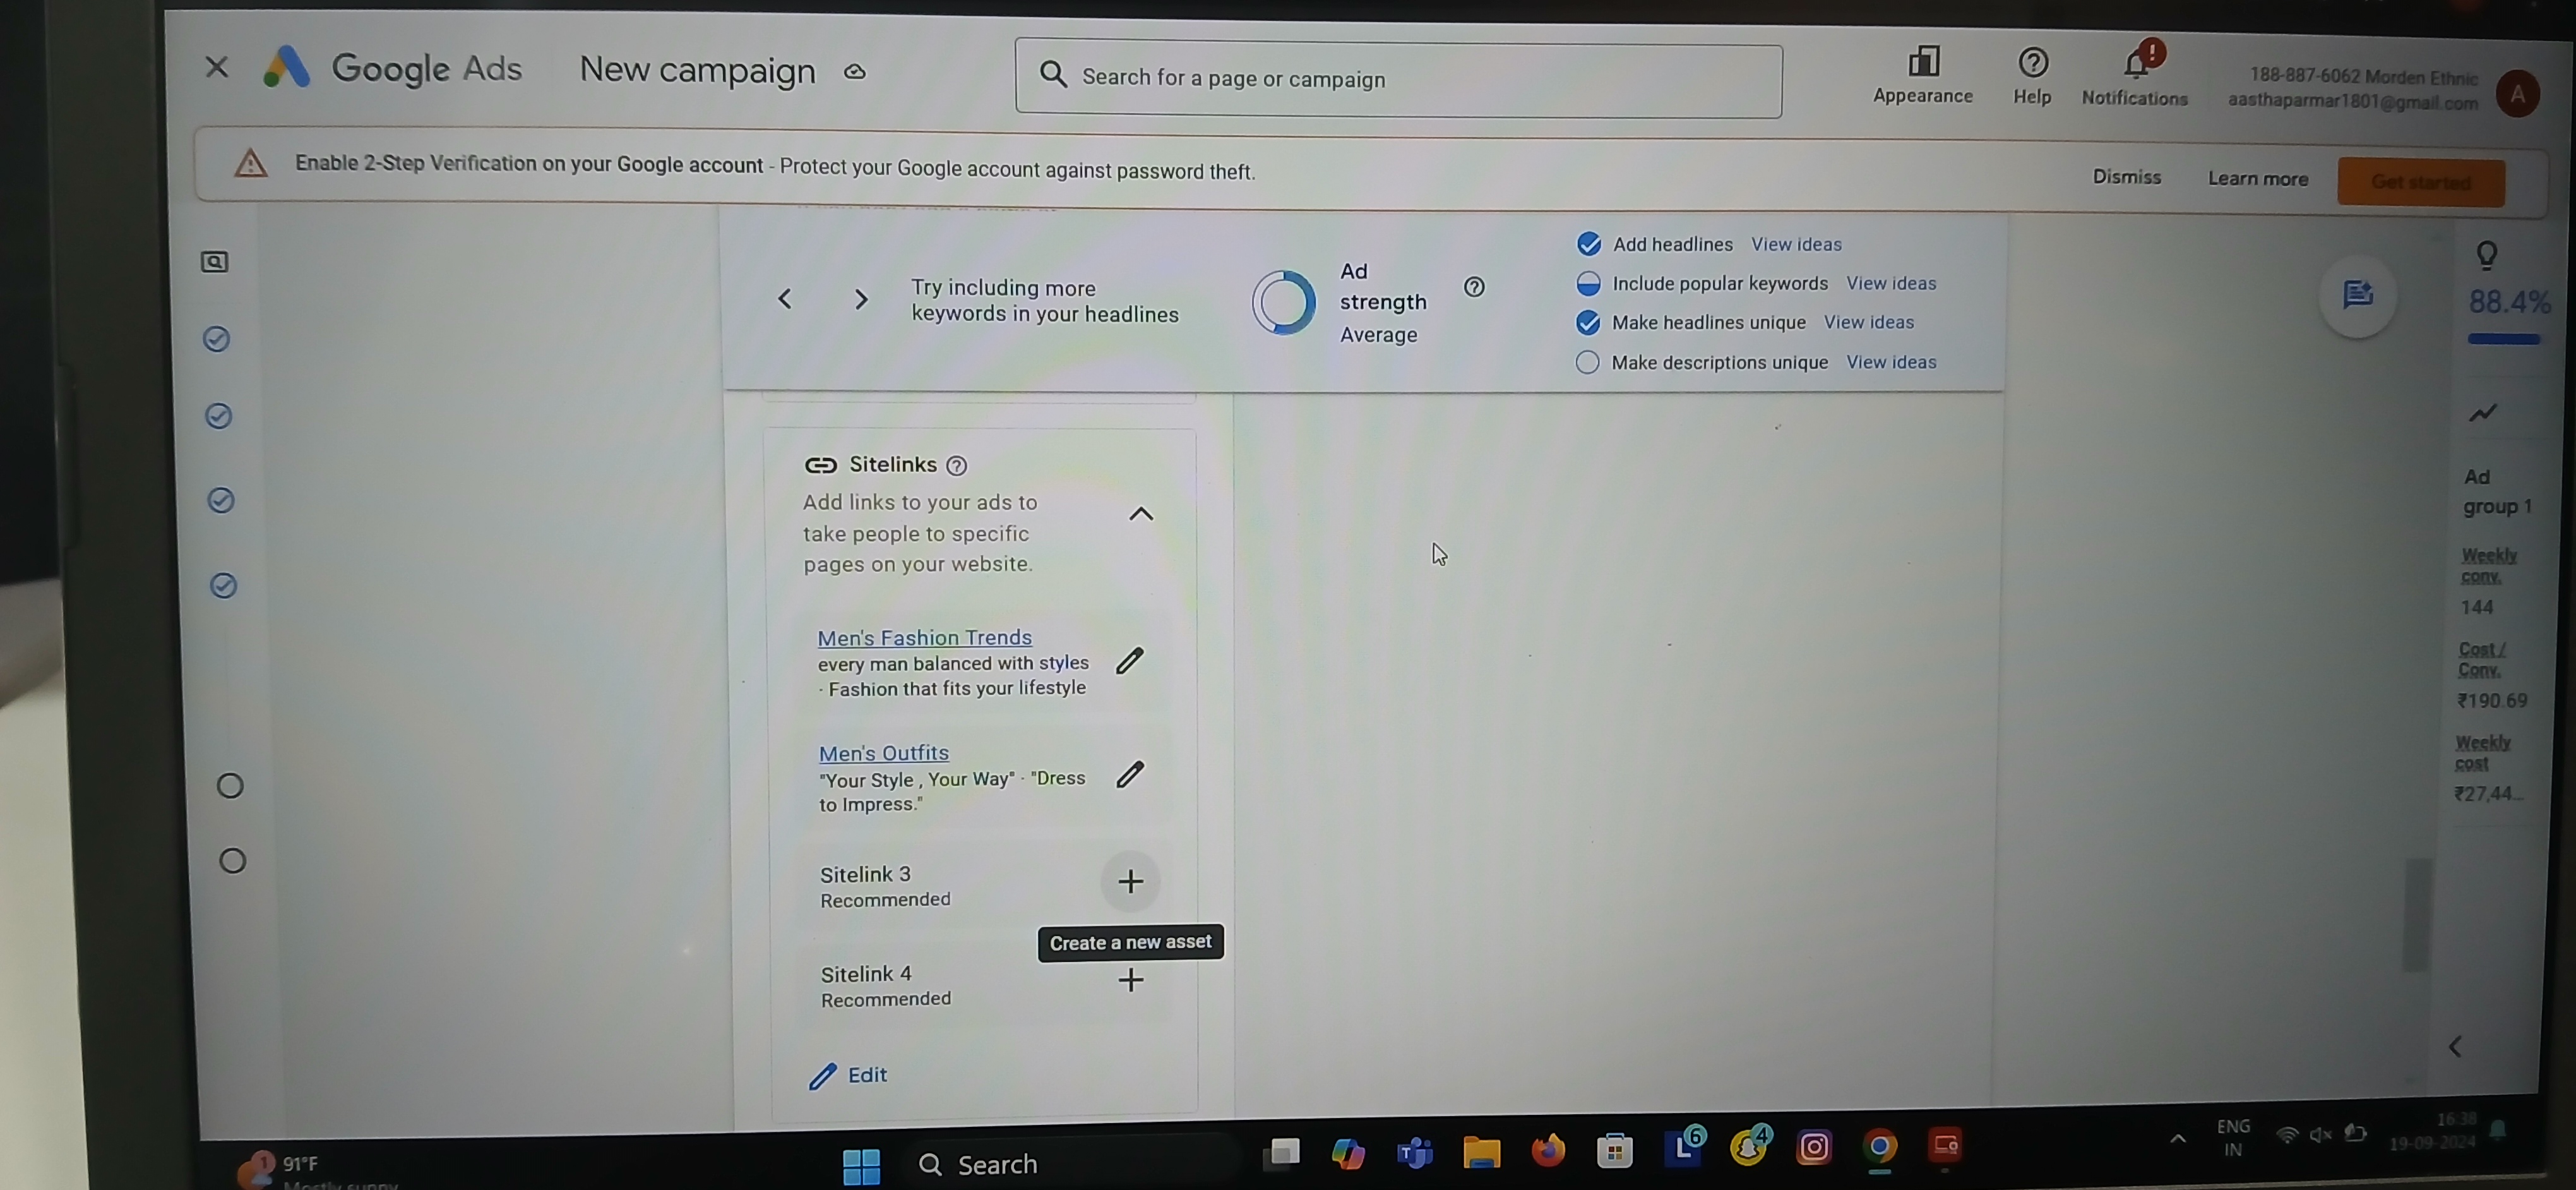 Google Ads New campaign
Search for a page or campaign
Appearance
Help
Notifications
188-887-6062 Morden Ethnic
aasthaparmar1801@gmail.com
A
Enable 2-Step Verification on your Google account - Protect your Google account against password theft.
Dismiss
Learn more
Get started
Try including more
keywords in your headlines
Ad
strength
Average
Add headlines View ideas
Include popular keywords View ideas
Make headlines unique View ideas
Make descriptions unique View ideas
88.4%
Sitelinks
Add links to your ads to
take people to specific
pages on your website.
Men's Fashion Trends
every man balanced with styles
· Fashion that fits your lifestyle
Men's Outfits
"Your Style , Your Way" · "Dress
to Impress."
Sitelink 3
Recommended
Create a new asset
Sitelink 4
Recommended
Edit
Ad
group 1
Weekly
conv.
144
Cost /
Conv.
₹190.69
Weekly
cost
₹27,44...
1
91°F
Mostly sunny
Search
T
L
6
4
ENG
IN
16:38
19-09-2024